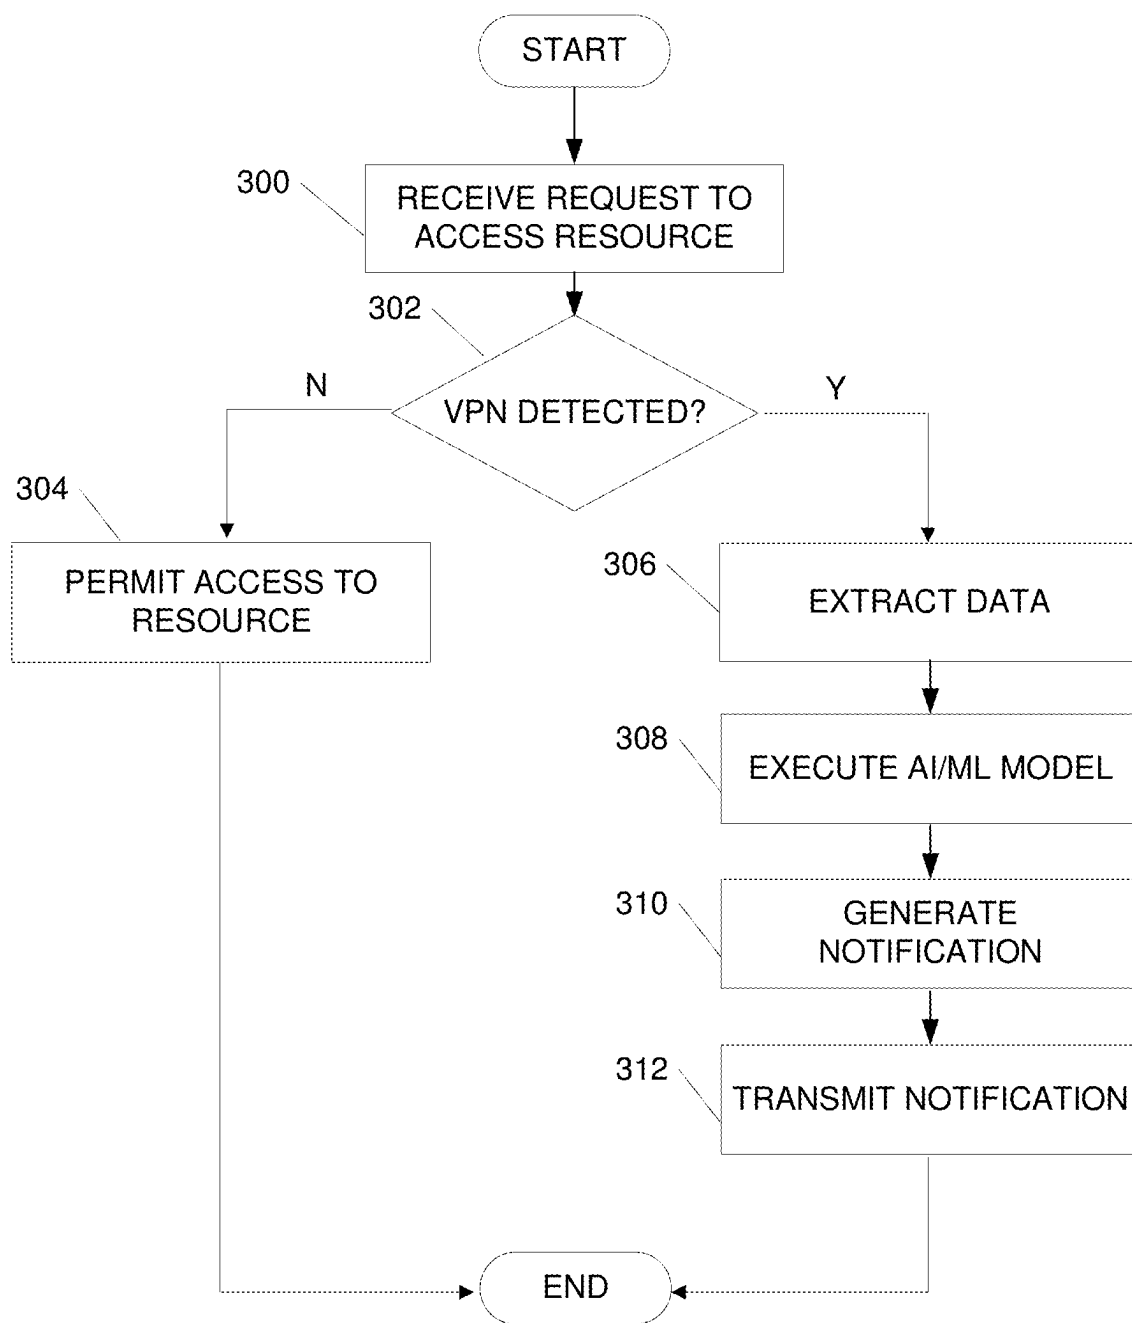 START
300
RECEIVE REQUEST TO
ACCESS RESOURCE
302
N
VPN DETECTED?
Y
304
PERMIT ACCESS TO
RESOURCE
306
EXTRACT DATA
308
EXECUTE AI/ML MODEL
310
GENERATE
NOTIFICATION
312
TRANSMIT NOTIFICATION
END